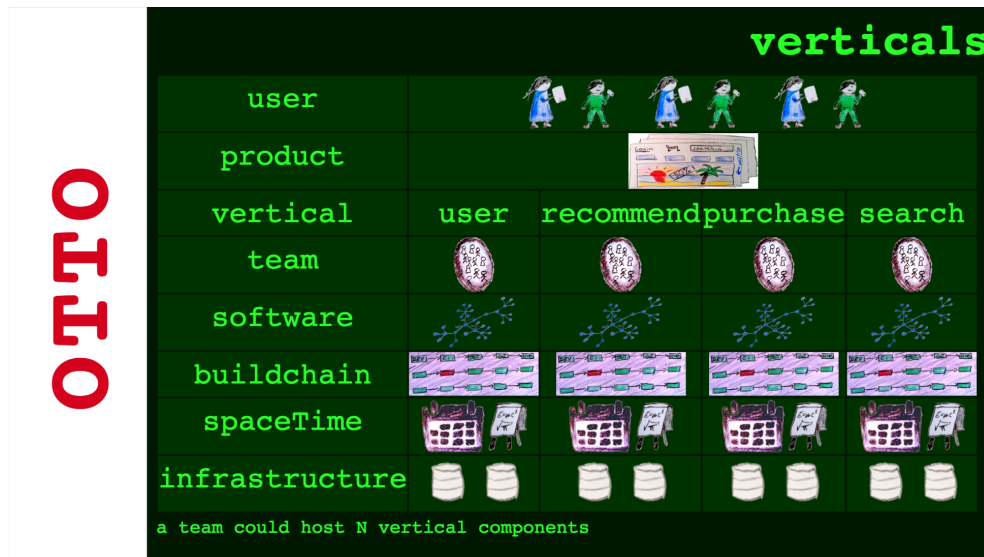 OTTO
verticals
user
product
Login
vertical user recommend purchase search
team
software
buildchain
spaceTime
infrastructure
a team could host N vertical components